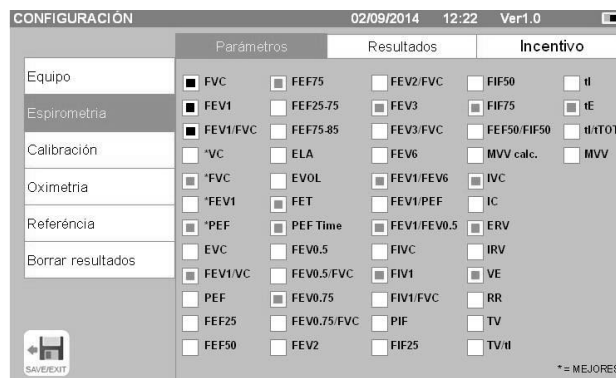 CONFIGURACIÓN 02/09/2014 12:22 Ver1.0
Parámetros Resultados Incentivo
Equipo
Espirometria
Calibración
Oximetria
Referéncia
Borrar resultados
FVC FEF75 FEV2/FVC FIF50 tI
FEV1 FEF25-75 FEV3 FIF75 tE
FEV1/FVC FEF75-85 FEV3/FVC FEF50/FIF50 tI/tTOT
*VC ELA FEV6 MVV calc. MVV
*FVC EVOL FEV1/FEV6 IVC
*FEV1 FET FEV1/PEF IC
*PEF PEF Time FEV1/FEV0.5 ERV
EVC FEV0.5 FIVC IRV
FEV1/VC FEV0.5/FVC FIV1 VE
PEF FEV0.75 FIV1/FVC RR
FEF25 FEV0.75/FVC PIF TV
FEF50 FEV2 FIF25 TV/tI
SAVE/EXIT
* = MEJORES